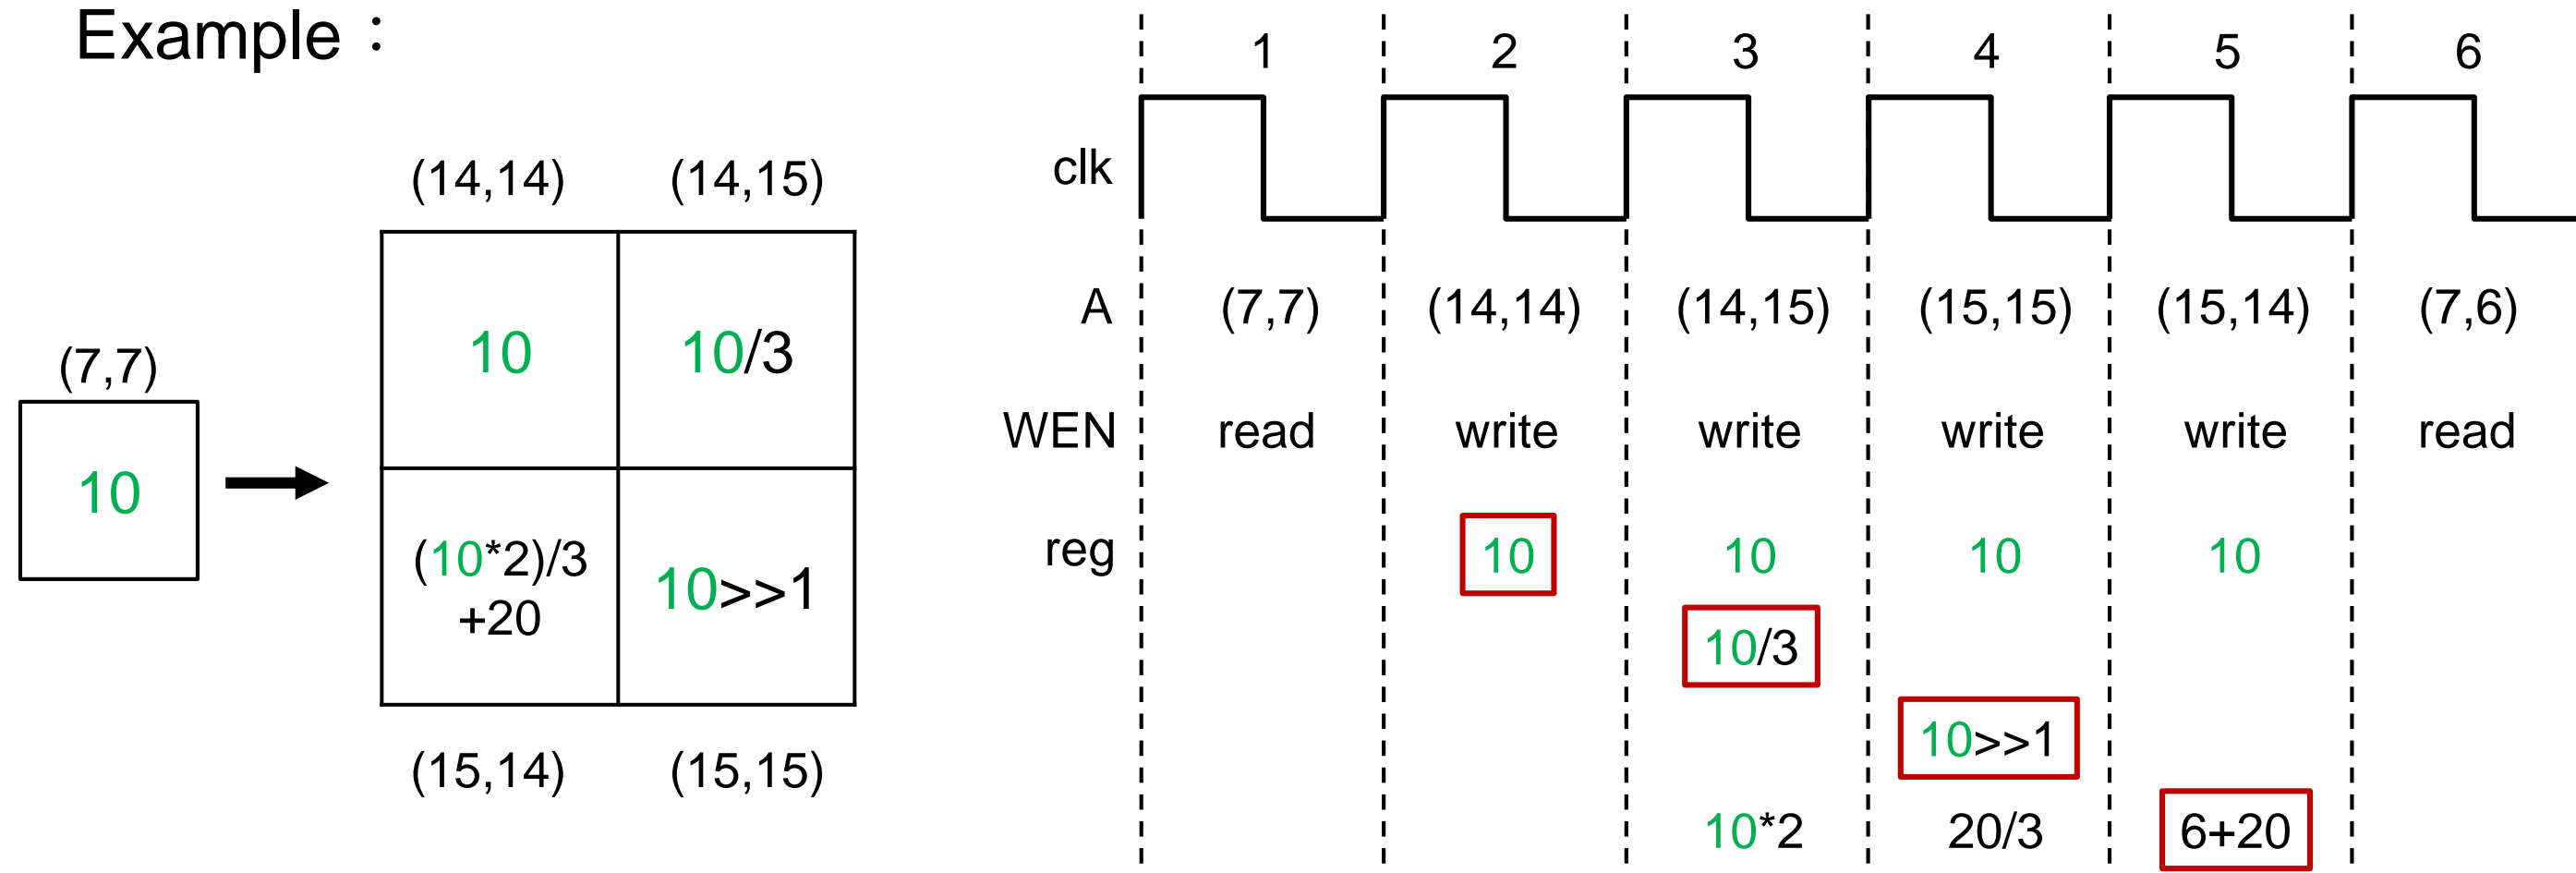 Example：
(14,14) (14,15)
(7,7)
10
10 10/3
(10*2)/3
+20
10>>1
(15,14) (15,15)
1 2 3 4 5 6
clk
A (7,7) (14,14) (14,15) (15,15) (15,14) (7,6)
WEN read write write write write read
reg 10 10 10 10
10/3
10>>1
10*2 20/3 6+20